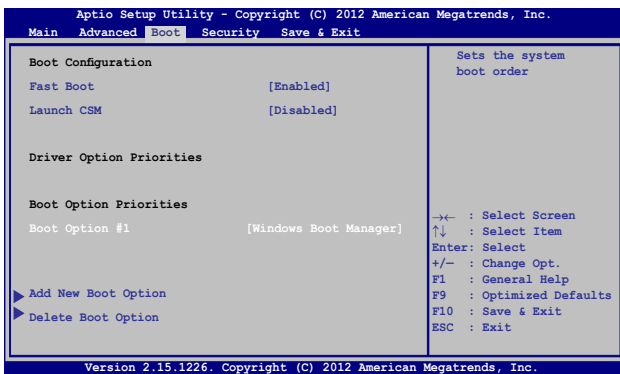 Aptio Setup Utility - Copyright (C) 2012 American Megatrends, Inc.
Main Advanced Boot Security Save & Exit
Boot Configuration
Fast Boot [Enabled]
Launch CSM [Disabled]
Driver Option Priorities
Boot Option Priorities
Boot Option #1 [Windows Boot Manager]
Add New Boot Option
Delete Boot Option
Sets the system
boot order
→← : Select Screen
↑↓ : Select Item
Enter: Select
+/— : Change Opt.
F1 : General Help
F9 : Optimized Defaults
F10 : Save & Exit
ESC : Exit
Version 2.15.1226. Copyright (C) 2012 American Megatrends, Inc.